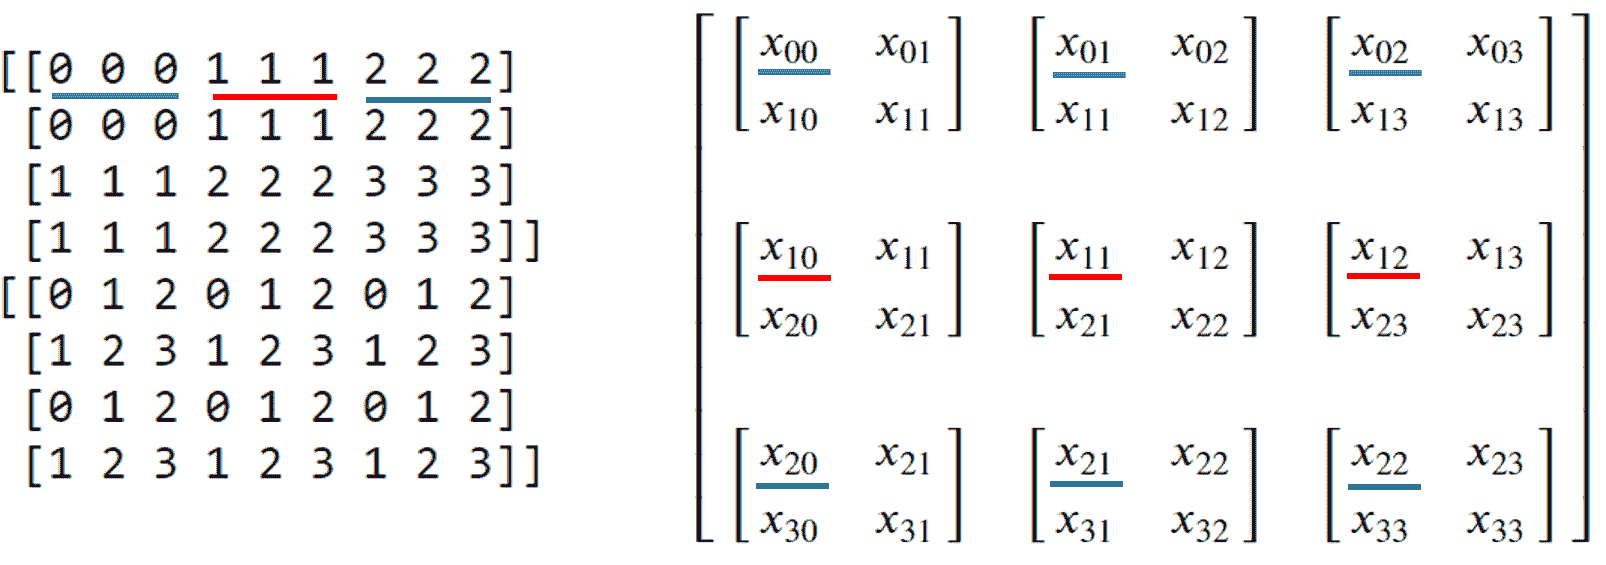 [[0 0 0 1 1 1 2 2 2]
[0 0 0 1 1 1 2 2 2]
[1 1 1 2 2 2 3 3 3]
[1 1 1 2 2 2 3 3 3]]
[[0 1 2 0 1 2 0 1 2]
[1 2 3 1 2 3 1 2 3]
[0 1 2 0 1 2 0 1 2]
[1 2 3 1 2 3 1 2 3]]
x00 x01 x01 x02 x02 x03
x10 x11 x11 x12 x13 x13
x10 x11 x11 x12 x12 x13
x20 x21 x21 x22 x23 x23
x20 x21 x21 x22 x22 x23
x30 x31 x31 x32 x33 x33